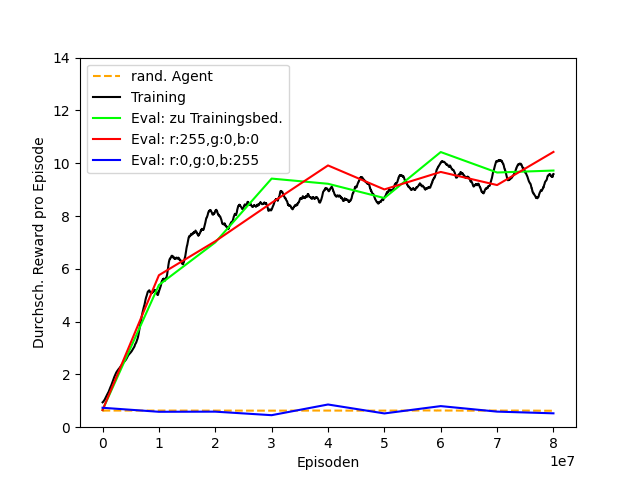 14
12
10
8
6
4
2
0
Durchsch. Reward pro Episode
rand. Agent
Training
Eval: zu Trainingsbed.
Eval: r:255,g:0,b:0
Eval: r:0,g:0,b:255
0 1 2 3 4 5 6 7 8
1e7
Episoden